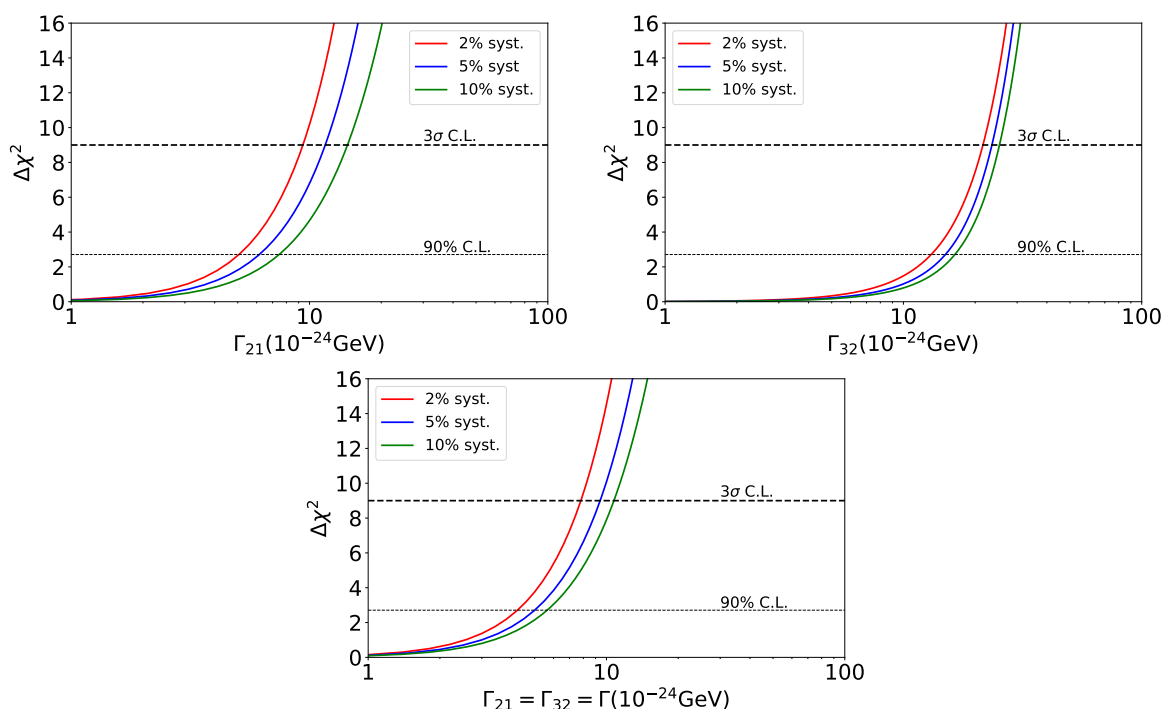 16
14
12
10
8
6
4
2
0
Δχ²
2% syst.
5% syst
10% syst.
3σ C.L.
90% C.L.
1
10
100
Γ₂₁(10⁻²⁴GeV)
16
14
12
10
8
6
4
2
0
Δχ²
2% syst.
5% syst.
10% syst.
3σ C.L.
90% C.L.
1
10
100
Γ₃₂(10⁻²⁴GeV)
16
14
12
10
8
6
4
2
0
Δχ²
2% syst.
5% syst.
10% syst.
3σ C.L.
90% C.L.
1
10
100
Γ₂₁ = Γ₃₂ = Γ(10⁻²⁴GeV)